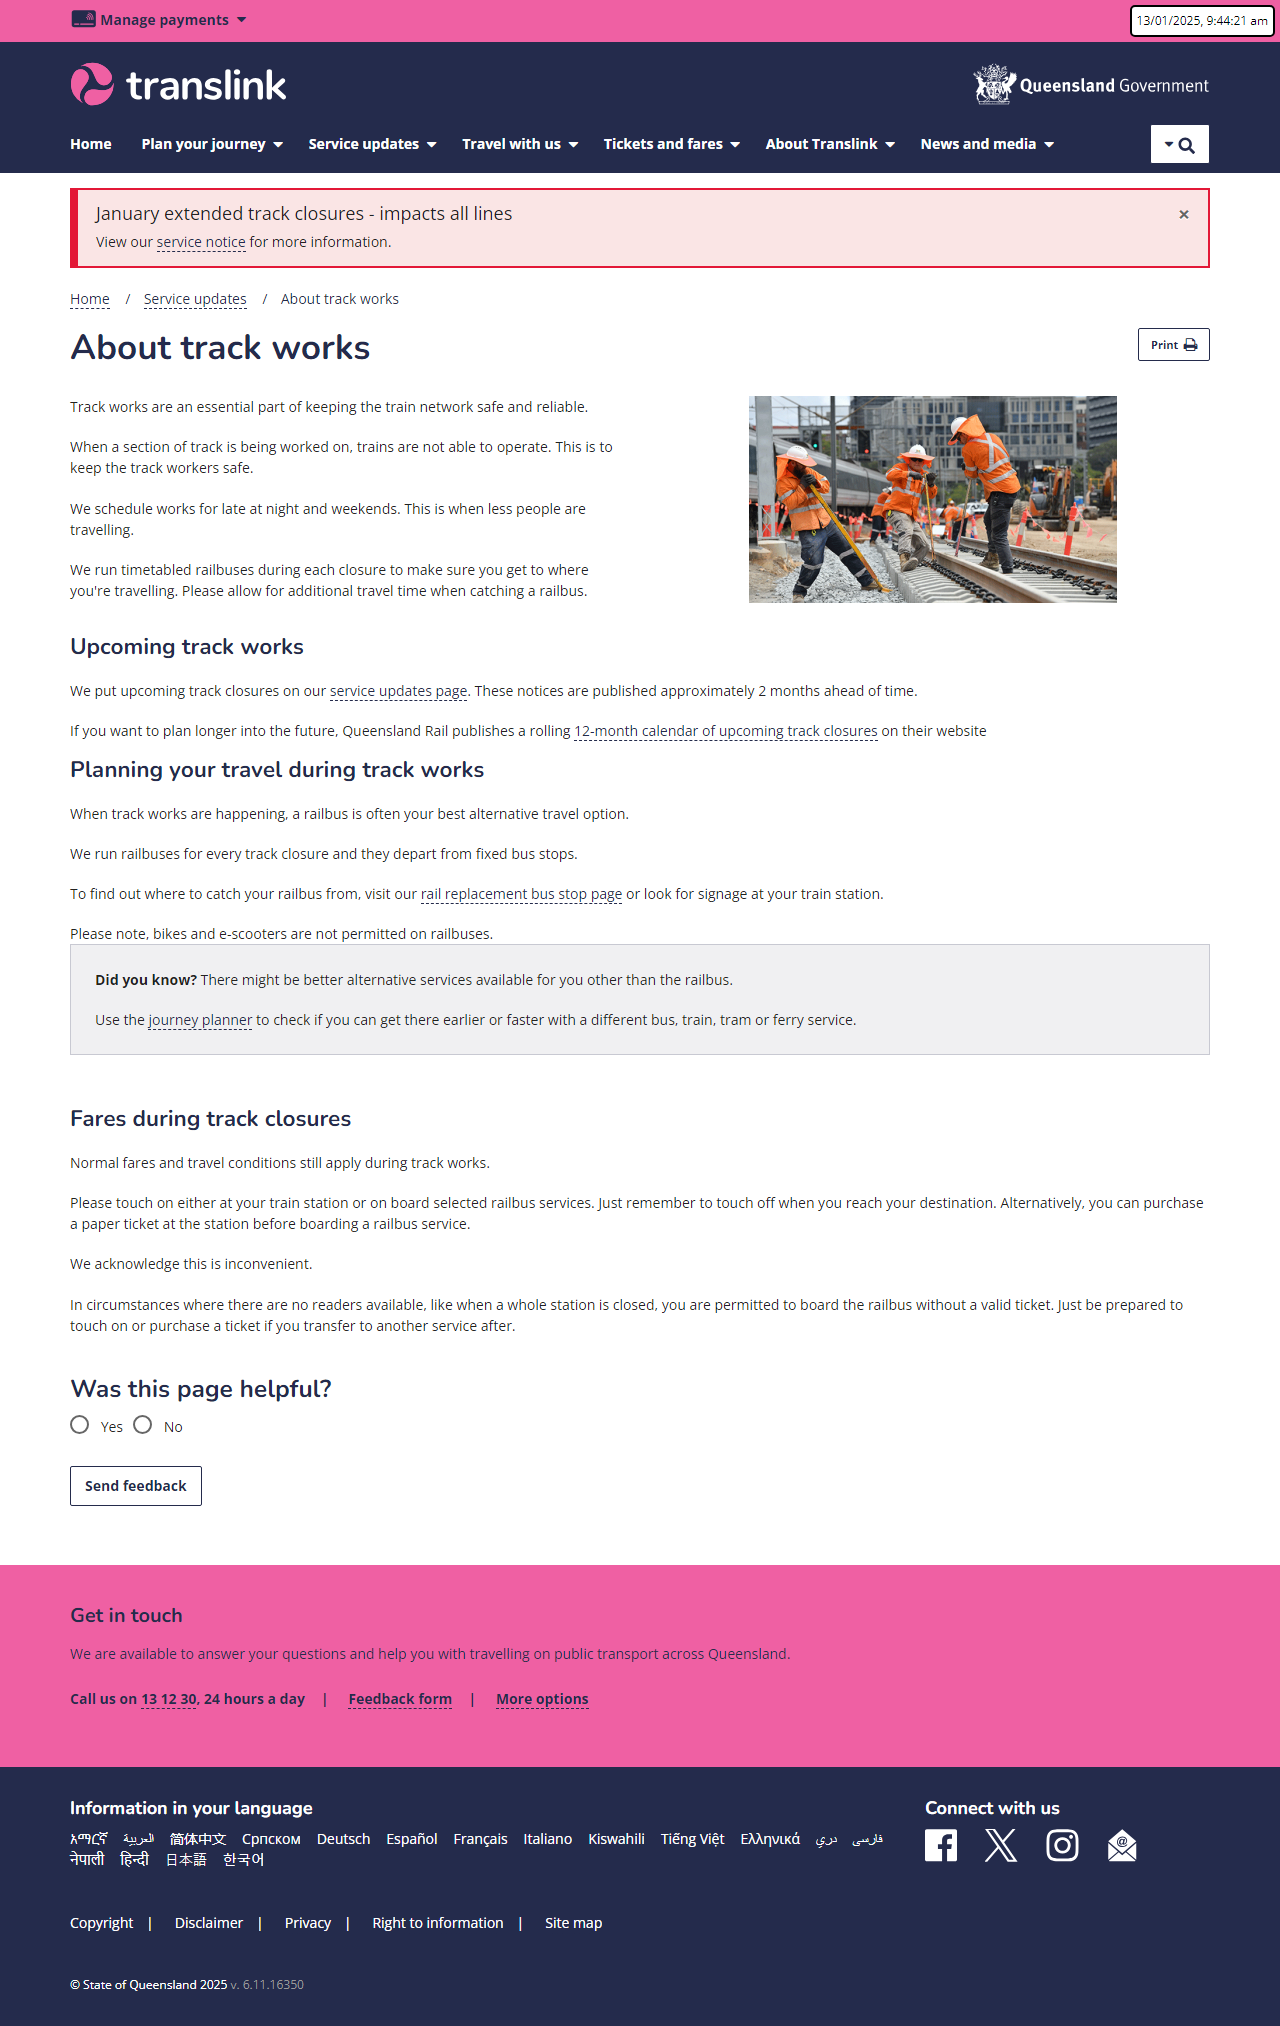 Manage payments
13/01/2025, 9:44:21 am
translink
Queensland Government
Home Plan your journey Service updates Travel with us Tickets and fares About Translink News and media
January extended track closures - impacts all lines
×
View our service notice for more information.
Home / Service updates / About track works
About track works
Print
Track works are an essential part of keeping the train network safe and reliable.
When a section of track is being worked on, trains are not able to operate. This is to
keep the track workers safe.
We schedule works for late at night and weekends. This is when less people are
travelling.
We run timetabled railbuses during each closure to make sure you get to where
you're travelling. Please allow for additional travel time when catching a railbus.
Upcoming track works
We put upcoming track closures on our service updates page. These notices are published approximately 2 months ahead of time.
If you want to plan longer into the future, Queensland Rail publishes a rolling 12-month calendar of upcoming track closures on their website
Planning your travel during track works
When track works are happening, a railbus is often your best alternative travel option.
We run railbuses for every track closure and they depart from fixed bus stops.
To find out where to catch your railbus from, visit our rail replacement bus stop page or look for signage at your train station.
Please note, bikes and e-scooters are not permitted on railbuses.
Did you know? There might be better alternative services available for you other than the railbus.
Use the journey planner to check if you can get there earlier or faster with a different bus, train, tram or ferry service.
Fares during track closures
Normal fares and travel conditions still apply during track works.
Please touch on either at your train station or on board selected railbus services. Just remember to touch off when you reach your destination. Alternatively, you can purchase
a paper ticket at the station before boarding a railbus service.
We acknowledge this is inconvenient.
In circumstances where there are no readers available, like when a whole station is closed, you are permitted to board the railbus without a valid ticket. Just be prepared to
touch on or purchase a ticket if you transfer to another service after.
Was this page helpful?
Yes No
Send feedback
Get in touch
We are available to answer your questions and help you with travelling on public transport across Queensland.
Call us on 13 12 30, 24 hours a day | Feedback form | More options
Information in your language
አማርኛ العربية 简体中文 Српском Deutsch Español Français Italiano Kiswahili Tiếng Việt Ελληνικά دري فارسی
नेपाली हिन्दी 日本語 한국어
Connect with us
Copyright | Disclaimer | Privacy | Right to information | Site map
© State of Queensland 2025 v. 6.11.16350